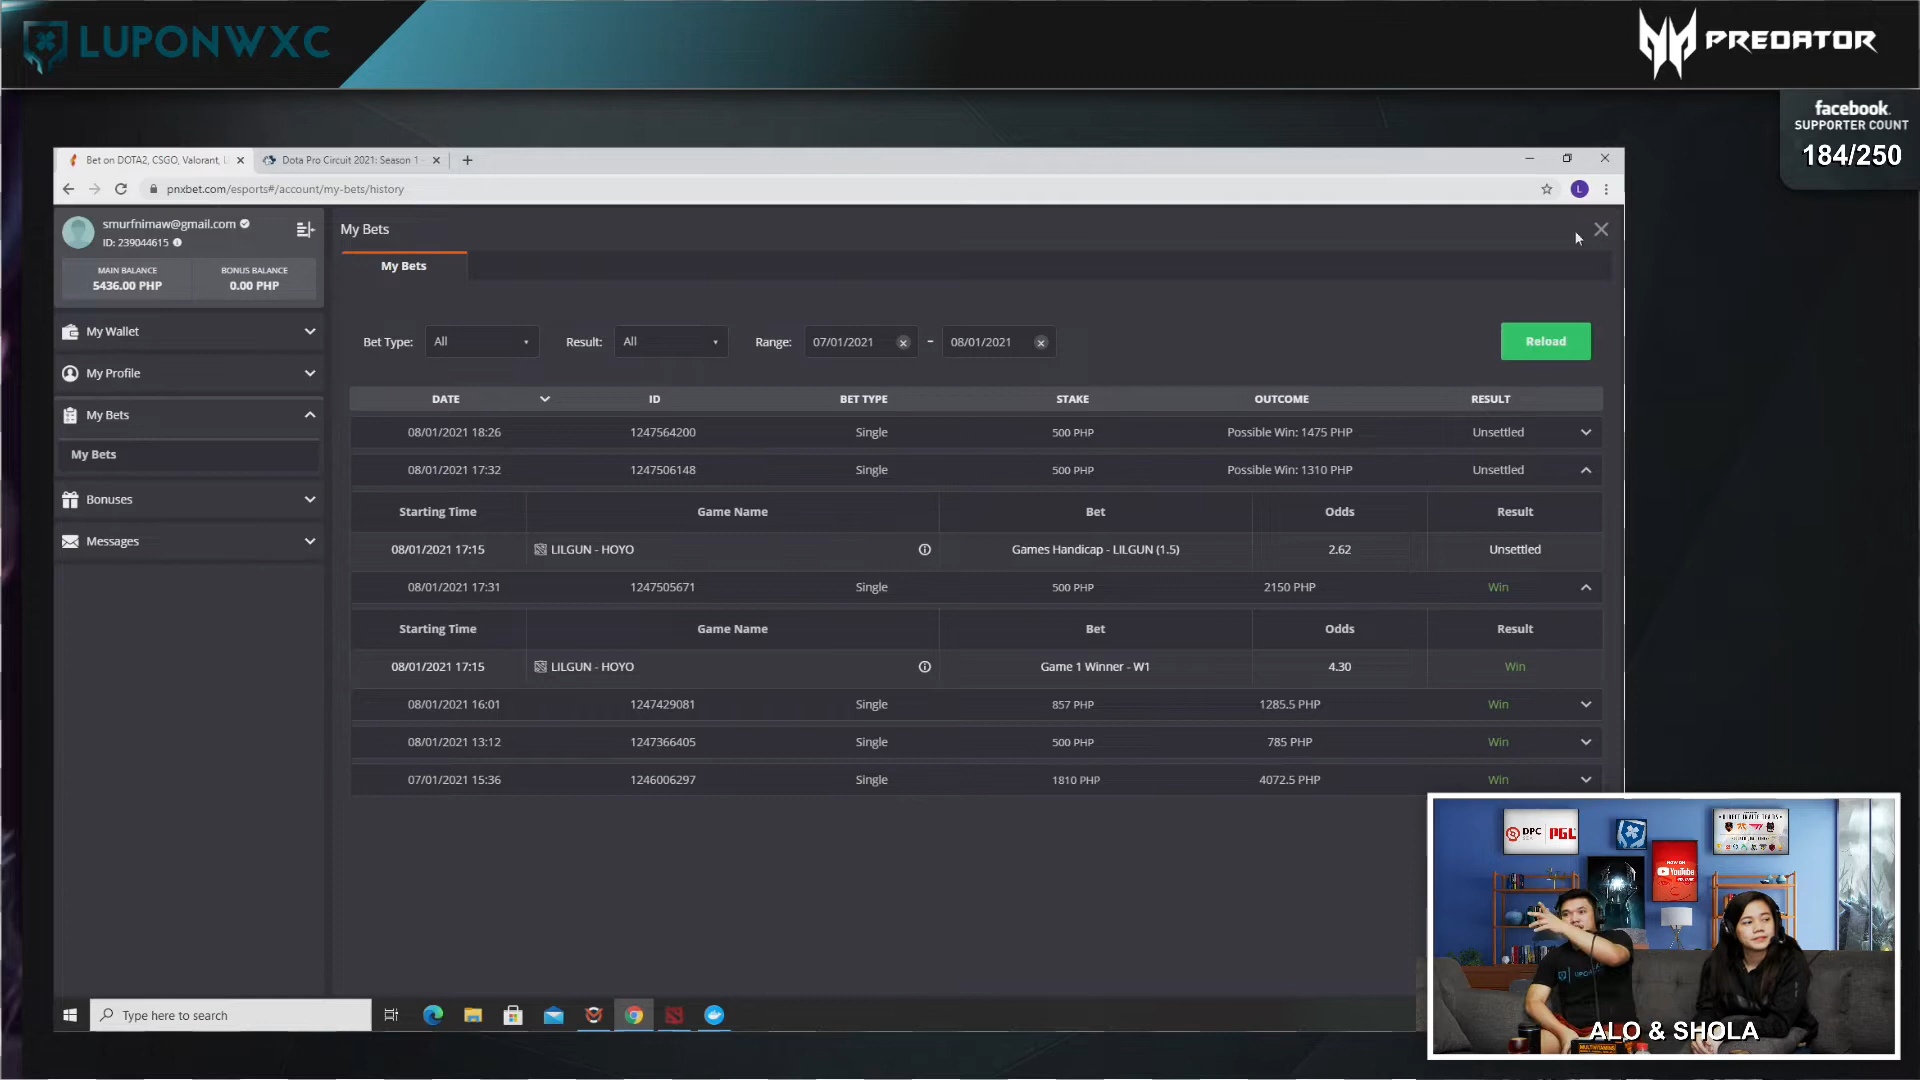 LUPONWXC
PREDATOR
facebook.
SUPPORTER COUNT
184/250
Bet on DOTA2, CSGO, Valorant, L
Dota Pro Circuit 2021: Season 1 -
pnxbet.com/esports#/account/my-bets/history
L
smurfnimaw@gmail.com
ID: 239044615
MAIN BALANCE
5436.00 PHP
BONUS BALANCE
0.00 PHP
My Wallet
My Profile
My Bets
My Bets
Bonuses
Messages
My Bets
My Bets
Bet Type: All Result: All Range: 07/01/2021 - 08/01/2021 Reload
DATE ID BET TYPE STAKE OUTCOME RESULT
08/01/2021 18:26 1247564200 Single 500 PHP Possible Win: 1475 PHP Unsettled
08/01/2021 17:32 1247506148 Single 500 PHP Possible Win: 1310 PHP Unsettled
Starting Time Game Name Bet Odds Result
08/01/2021 17:15 LILGUN - HOYO Games Handicap - LILGUN (1.5) 2.62 Unsettled
08/01/2021 17:31 1247505671 Single 500 PHP 2150 PHP Win
Starting Time Game Name Bet Odds Result
08/01/2021 17:15 LILGUN - HOYO Game 1 Winner - W1 4.30 Win
08/01/2021 16:01 1247429081 Single 857 PHP 1285.5 PHP Win
08/01/2021 13:12 1247366405 Single 500 PHP 785 PHP Win
07/01/2021 15:36 1246006297 Single 1810 PHP 4072.5 PHP Win
Type here to search
DPC
PGL
NOW ON
YouTube
DIRECT INVITE TEAMS
LUPON
MULTIVITAMINS
ALO & SHOLA